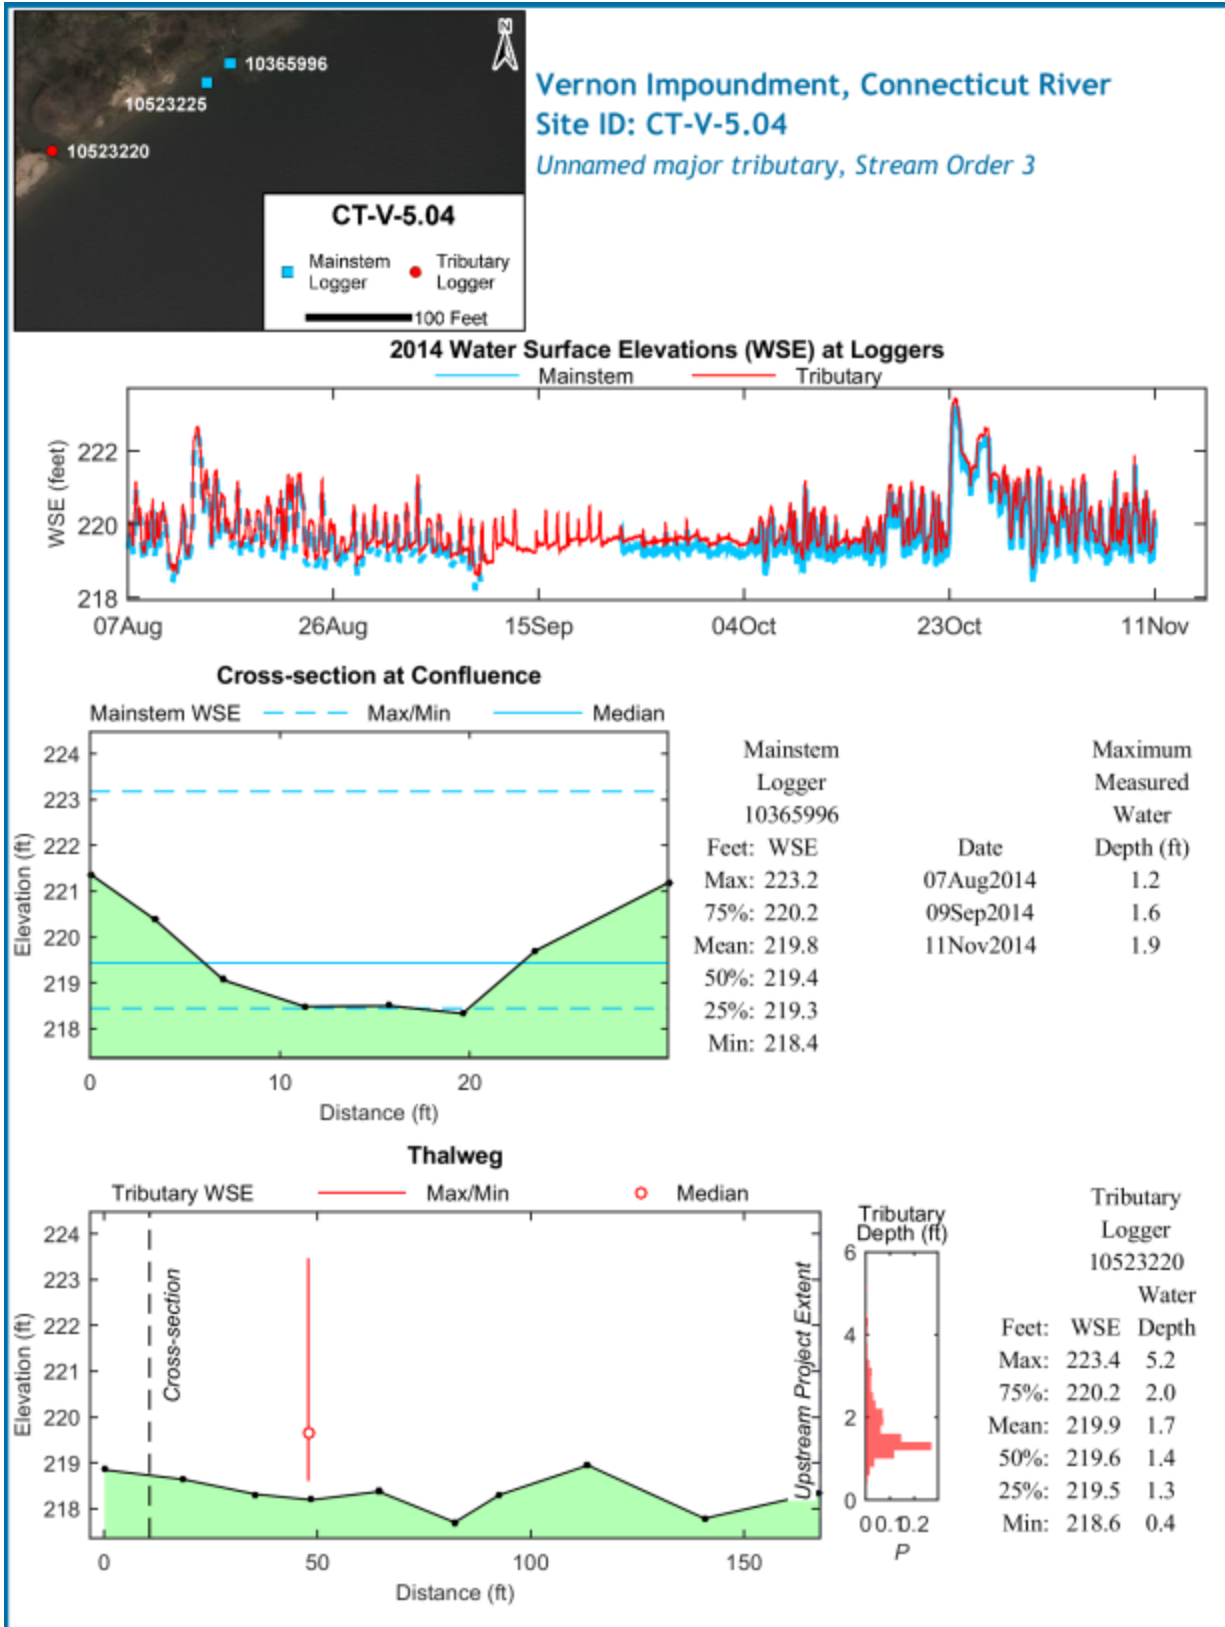 N
10365996
10523225
10523220
CT-V-5.04
Mainstem Logger
Tributary Logger
100 Feet
Vernon Impoundment, Connecticut River
Site ID: CT-V-5.04
Unnamed major tributary, Stream Order 3
2014 Water Surface Elevations (WSE) at Loggers
Mainstem Tributary
WSE (feet)
222
220
218
07Aug 26Aug 15Sep 04Oct 23Oct 11Nov
Cross-section at Confluence
Mainstem WSE Max/Min Median
Elevation (ft)
224
223
222
221
220
219
218
0 10 20
Distance (ft)
Mainstem
Logger
10365996
Feet: WSE
Max: 223.2
75%: 220.2
Mean: 219.8
50%: 219.4
25%: 219.3
Min: 218.4
Maximum
Measured
Water
Date Depth (ft)
07Aug2014 1.2
09Sep2014 1.6
11Nov2014 1.9
Thalweg
Tributary WSE Max/Min Median
Elevation (ft)
224
223
222
221
220
219
218
Cross-section
Upstream Project Extent
0 50 100 150
Distance (ft)
Tributary
Depth (ft)
6
4
2
0
0 0.1 0.2
P
Tributary
Logger
10523220
Water
Feet: WSE Depth
Max: 223.4 5.2
75%: 220.2 2.0
Mean: 219.9 1.7
50%: 219.6 1.4
25%: 219.5 1.3
Min: 218.6 0.4